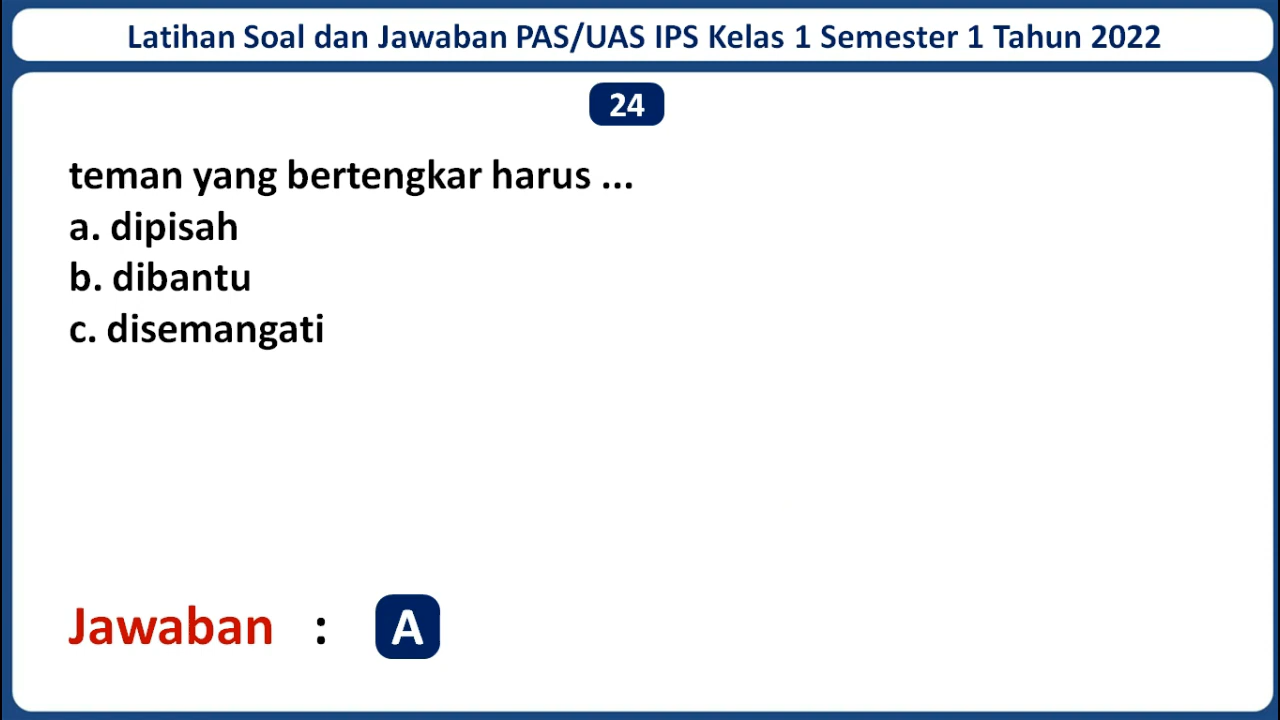 Latihan Soal dan Jawaban PAS/UAS IPS Kelas 1 Semester 1 Tahun 2022
24
teman yang bertengkar harus ...
a. dipisah
b. dibantu
c. disemangati
Jawaban : A